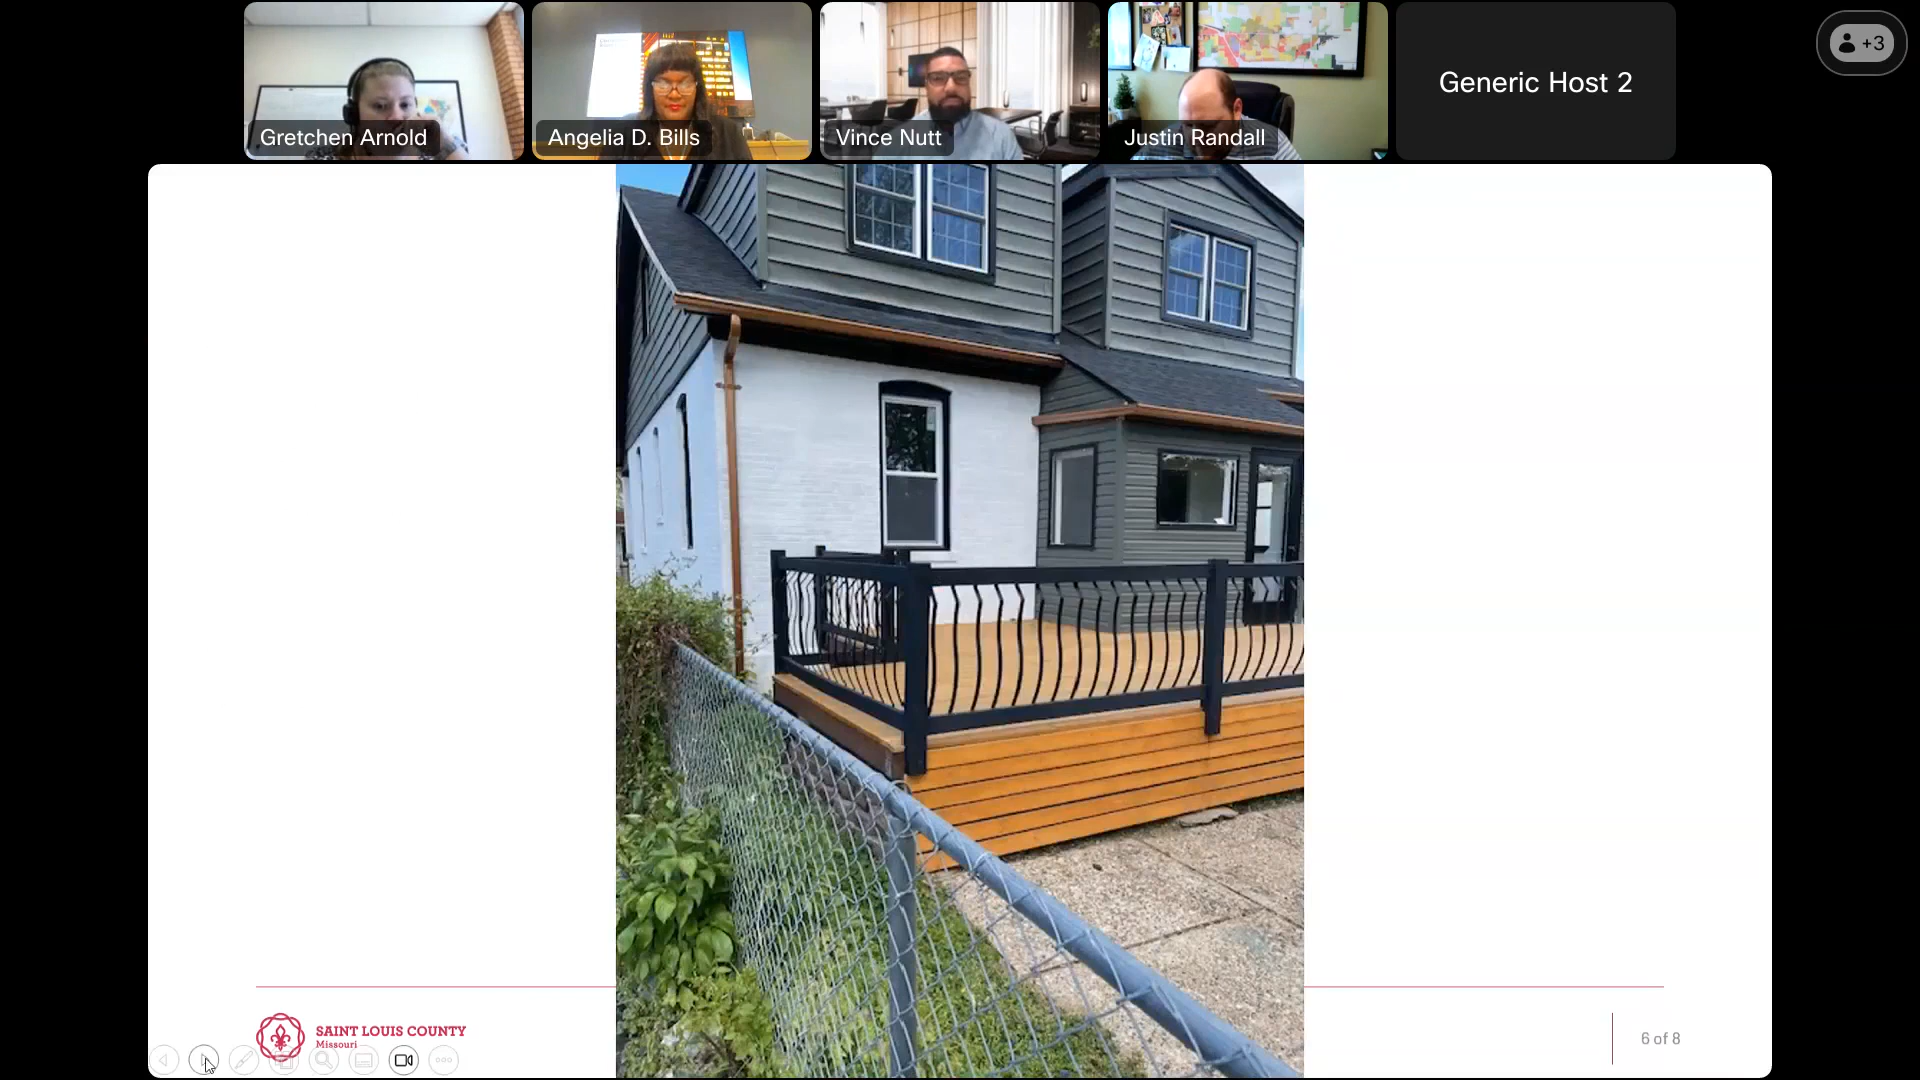 Gretchen Arnold
Angelia D. Bills
Vince Nutt
Justin Randall
Generic Host 2
+3
SAINT LOUIS COUNTY
Missouri
6 of 8